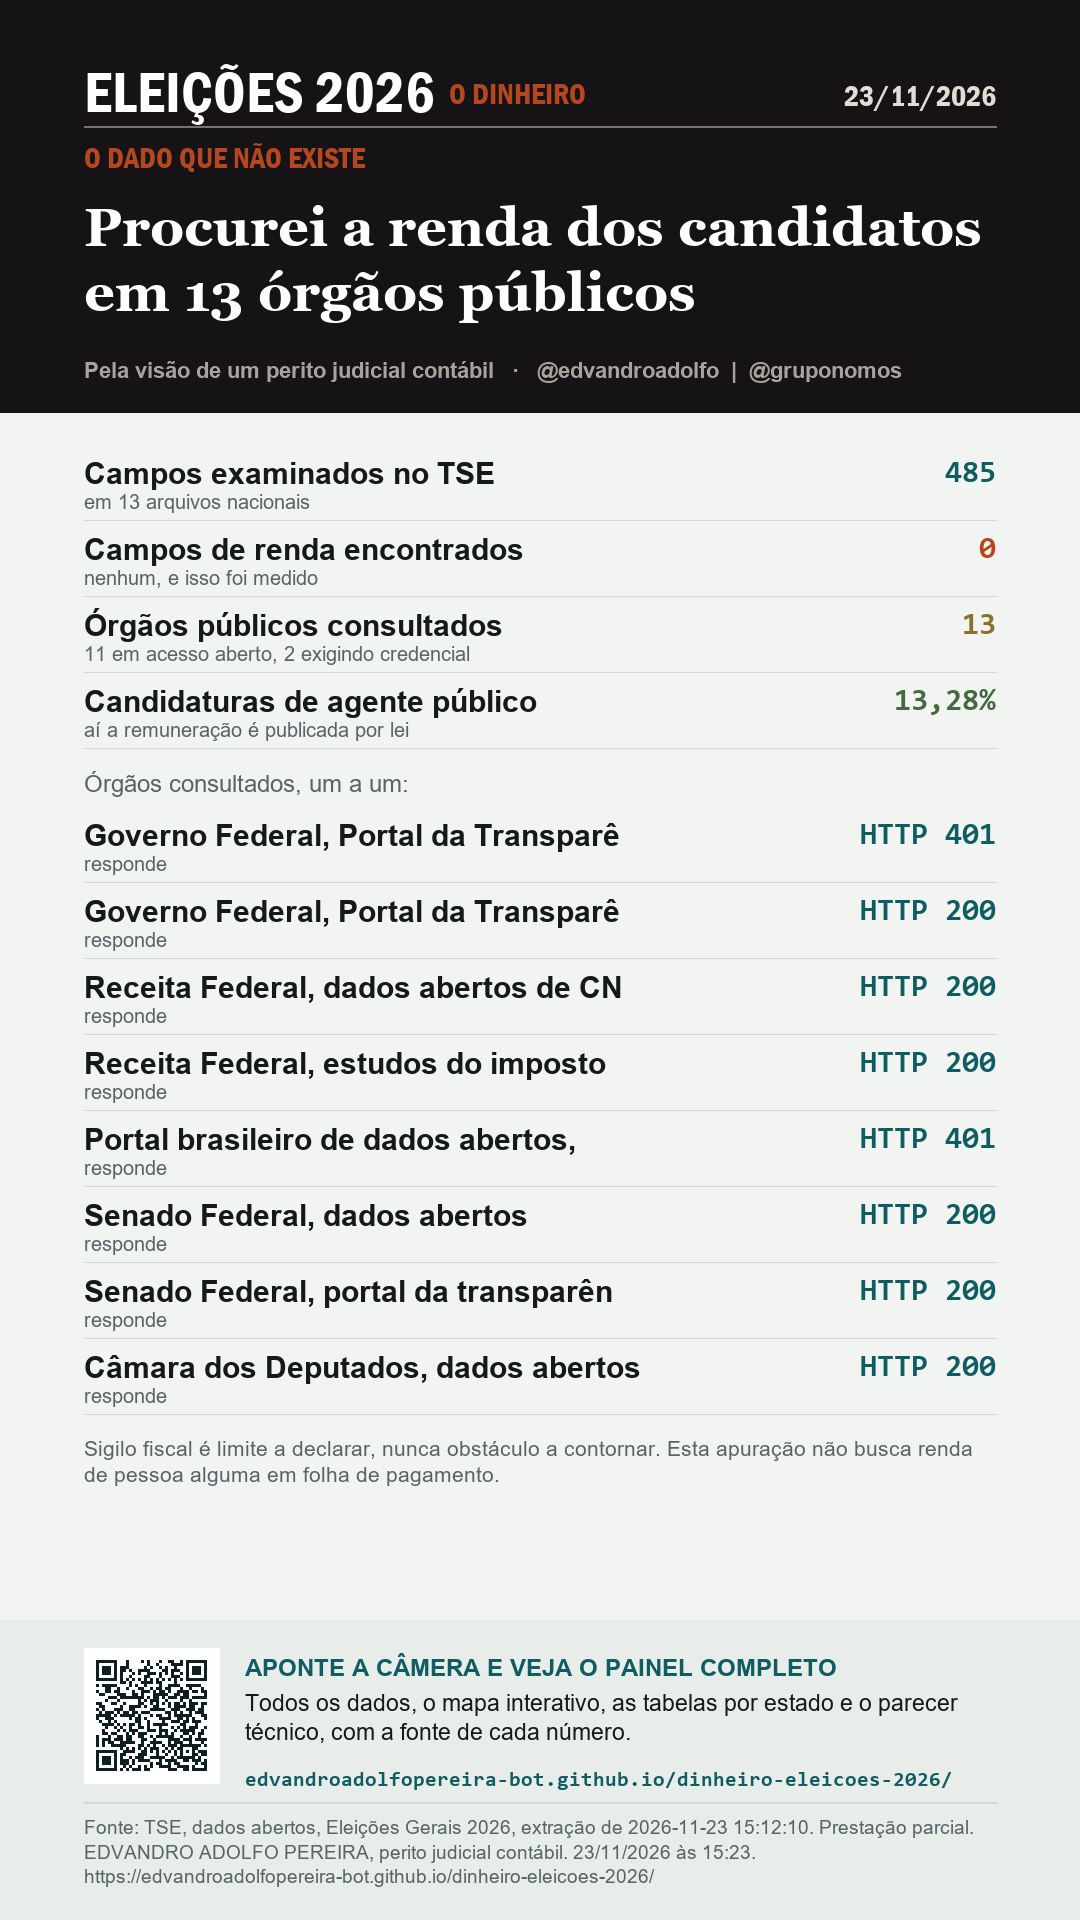 ELEIÇÕES 2026 O DINHEIRO 23/11/2026
O DADO QUE NÃO EXISTE
Procurei a renda dos candidatos
em 13 órgãos públicos
Pela visão de um perito judicial contábil · @edvandroadolfo | @gruponomos
Campos examinados no TSE 485
em 13 arquivos nacionais
Campos de renda encontrados 0
nenhum, e isso foi medido
Órgãos públicos consultados 13
11 em acesso aberto, 2 exigindo credencial
Candidaturas de agente público 13,28%
aí a remuneração é publicada por lei
Órgãos consultados, um a um:
Governo Federal, Portal da Transparê HTTP 401
responde
Governo Federal, Portal da Transparê HTTP 200
responde
Receita Federal, dados abertos de CN HTTP 200
responde
Receita Federal, estudos do imposto HTTP 200
responde
Portal brasileiro de dados abertos, HTTP 401
responde
Senado Federal, dados abertos HTTP 200
responde
Senado Federal, portal da transparên HTTP 200
responde
Câmara dos Deputados, dados abertos HTTP 200
responde
Sigilo fiscal é limite a declarar, nunca obstáculo a contornar. Esta apuração não busca renda
de pessoa alguma em folha de pagamento.
APONTE A CÂMERA E VEJA O PAINEL COMPLETO
Todos os dados, o mapa interativo, as tabelas por estado e o parecer
técnico, com a fonte de cada número.
edvandroadolfopereira-bot.github.io/dinheiro-eleicoes-2026/
Fonte: TSE, dados abertos, Eleições Gerais 2026, extração de 2026-11-23 15:12:10. Prestação parcial.
EDVANDRO ADOLFO PEREIRA, perito judicial contábil. 23/11/2026 às 15:23.
https://edvandroadolfopereira-bot.github.io/dinheiro-eleicoes-2026/